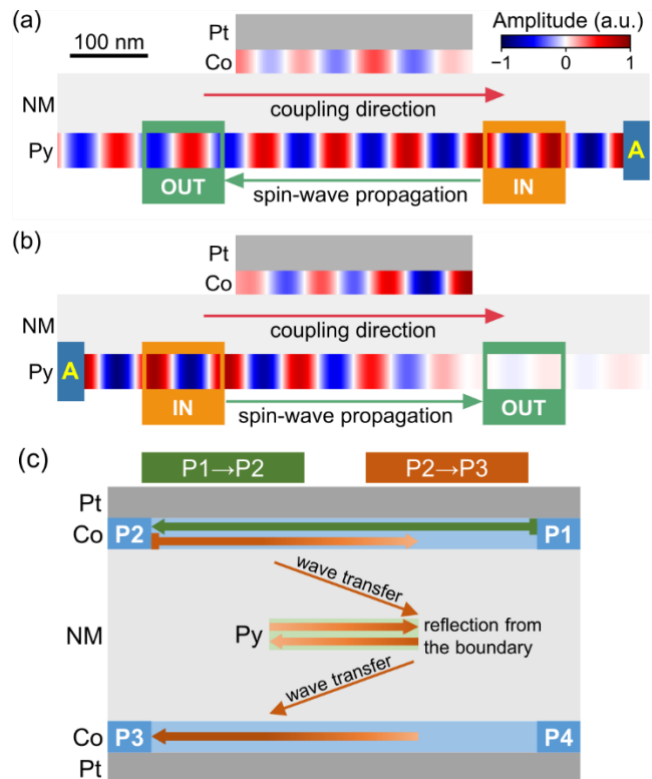 (a)
100 nm
Pt
Co
Amplitude (a.u.)
−1 0 1
NM
coupling direction
Py
A
OUT
spin-wave propagation
IN
(b)
Pt
Co
NM
coupling direction
Py
A
IN
spin-wave propagation
OUT
(c)
P1→P2
P2→P3
Pt
Co
P2
P1
wave transfer
NM
Py
reflection from
the boundary
wave transfer
Co
P3
P4
Pt